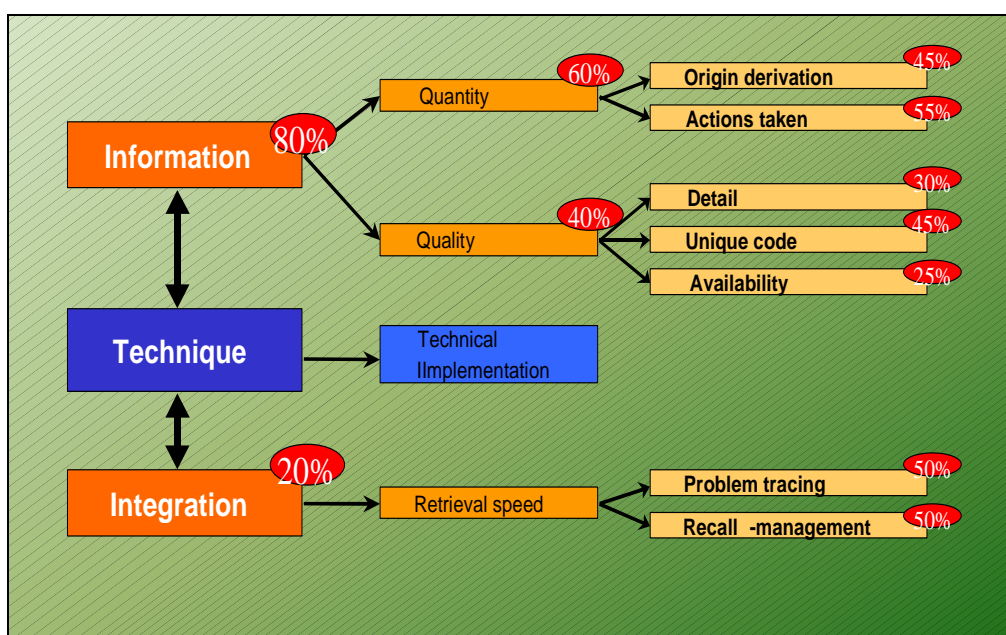 60%
45%
Origin derivation
Quantity
55%
Actions taken
80%
Information
30%
Detail
40%
45%
Quality
Unique code
25%
Availability
Technique
Technical
IImplementation
20%
50%
Integration
Retrieval speed
Problem tracing
50%
Recall -management